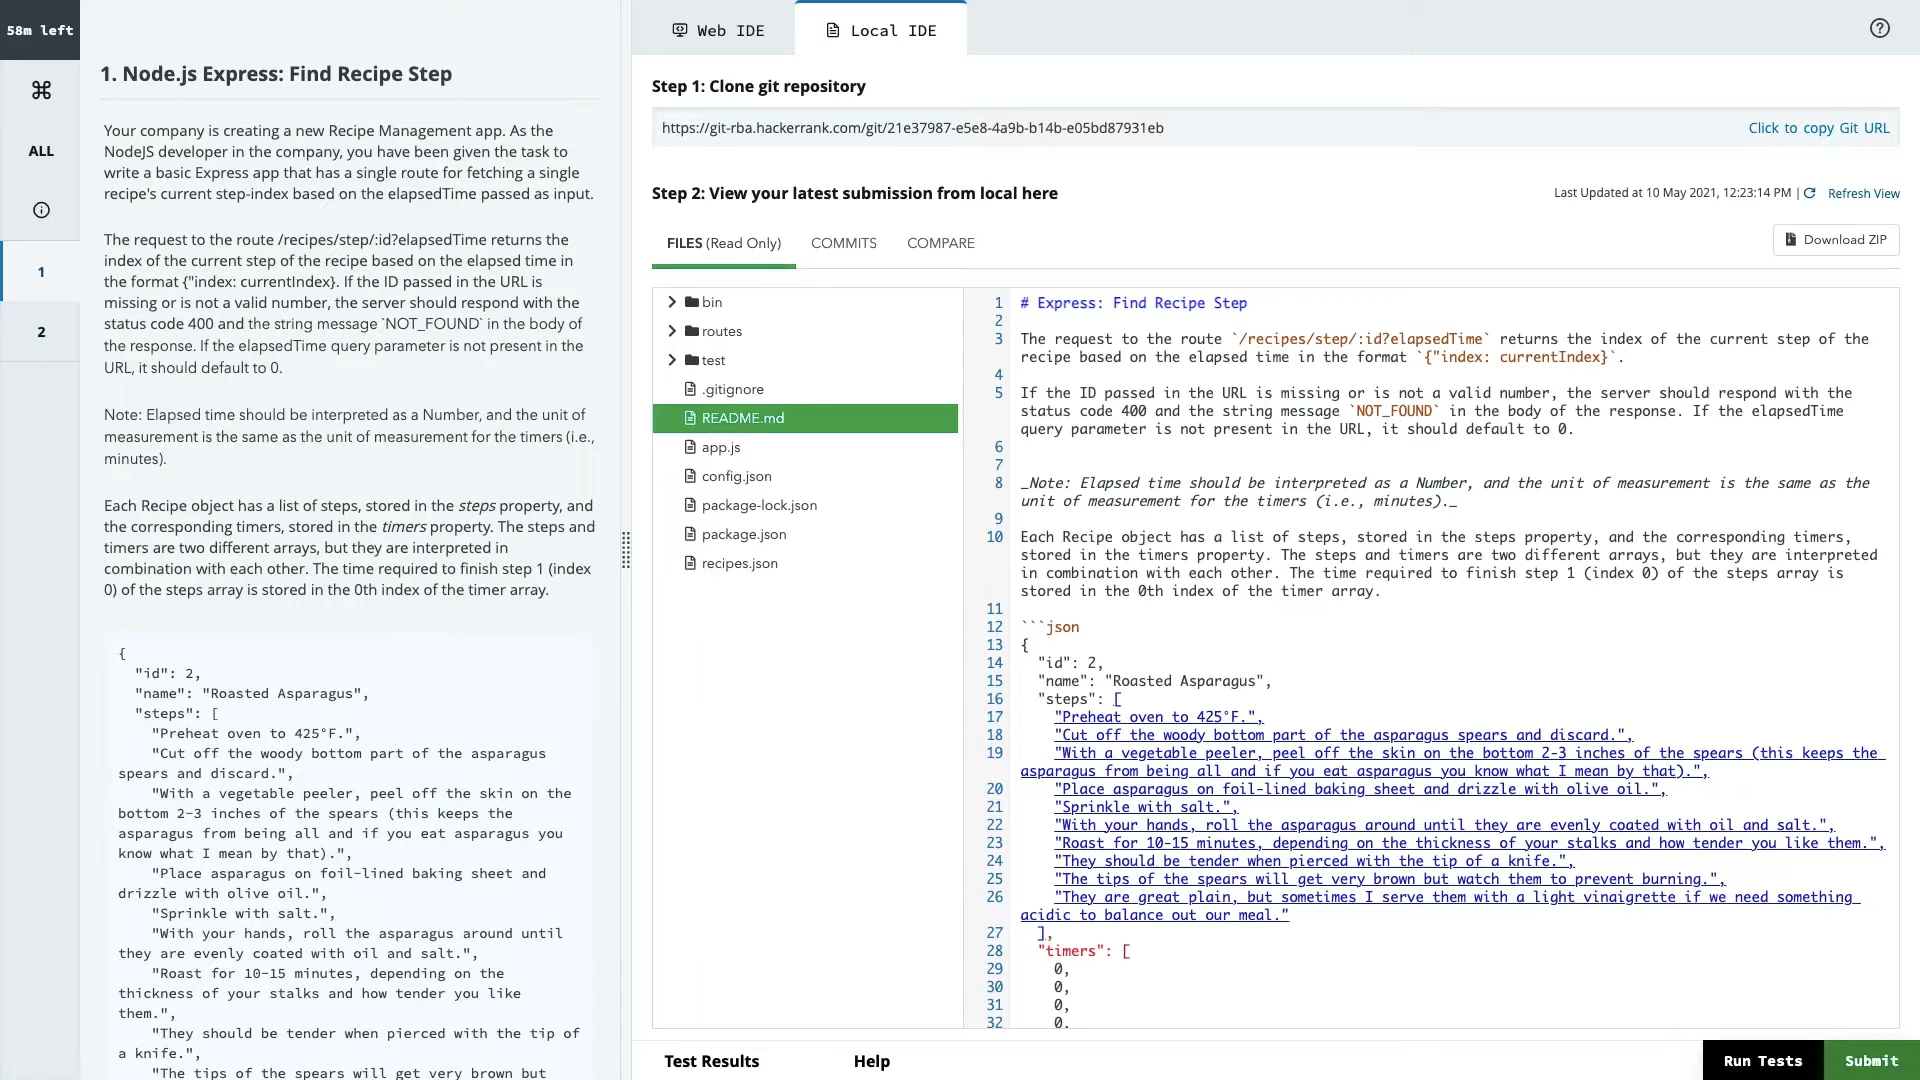 58m left
ALL
1
2
1. Node.js Express: Find Recipe Step
Your company is creating a new Recipe Management app. As the
NodeJS developer in the company, you have been given the task to
write a basic Express app that has a single route for fetching a single
recipe's current step-index based on the elapsedTime passed as input.
The request to the route /recipes/step/:id?elapsedTime returns the
index of the current step of the recipe based on the elapsed time in
the format {"index: currentIndex}. If the ID passed in the URL is
missing or is not a valid number, the server should respond with the
status code 400 and the string message `NOT_FOUND` in the body of
the response. If the elapsedTime query parameter is not present in the
URL, it should default to 0.
Note: Elapsed time should be interpreted as a Number, and the unit of
measurement is the same as the unit of measurement for the timers (i.e.,
minutes).
Each Recipe object has a list of steps, stored in the steps property, and
the corresponding timers, stored in the timers property. The steps and
timers are two different arrays, but they are interpreted in
combination with each other. The time required to finish step 1 (index
0) of the steps array is stored in the 0th index of the timer array.
{
"id": 2,
"name": "Roasted Asparagus",
"steps": [
"Preheat oven to 425°F.",
"Cut off the woody bottom part of the asparagus
spears and discard.",
"With a vegetable peeler, peel off the skin on the
bottom 2-3 inches of the spears (this keeps the
asparagus from being all and if you eat asparagus you
know what I mean by that).",
"Place asparagus on foil-lined baking sheet and
drizzle with olive oil.",
"Sprinkle with salt.",
"With your hands, roll the asparagus around until
they are evenly coated with oil and salt.",
"Roast for 10-15 minutes, depending on the
thickness of your stalks and how tender you like
them.",
"They should be tender when pierced with the tip of
a knife.",
"The tips of the spears will get very brown but
Web IDE
Local IDE
Step 1: Clone git repository
https://git-rba.hackerrank.com/git/21e37987-e5e8-4a9b-b14b-e05bd87931eb
Click to copy Git URL
Step 2: View your latest submission from local here
Last Updated at 10 May 2021, 12:23:14 PM | Refresh View
FILES (Read Only)
COMMITS
COMPARE
Download ZIP
bin
routes
test
.gitignore
README.md
app.js
config.json
package-lock.json
package.json
recipes.json
1 # Express: Find Recipe Step
2
3 The request to the route `/recipes/step/:id?elapsedTime` returns the index of the current step of the
recipe based on the elapsed time in the format `{"index: currentIndex}`.
4
5 If the ID passed in the URL is missing or is not a valid number, the server should respond with the
status code 400 and the string message `NOT_FOUND` in the body of the response. If the elapsedTime
query parameter is not present in the URL, it should default to 0.
6
7
8 _Note: Elapsed time should be interpreted as a Number, and the unit of measurement is the same as the
unit of measurement for the timers (i.e., minutes)._
9
10 Each Recipe object has a list of steps, stored in the steps property, and the corresponding timers,
stored in the timers property. The steps and timers are two different arrays, but they are interpreted
in combination with each other. The time required to finish step 1 (index 0) of the steps array is
stored in the 0th index of the timer array.
11
12 ```json
13 {
14 "id": 2,
15 "name": "Roasted Asparagus",
16 "steps": [
17 "Preheat oven to 425°F.",
18 "Cut off the woody bottom part of the asparagus spears and discard.",
19 "With a vegetable peeler, peel off the skin on the bottom 2-3 inches of the spears (this keeps the
asparagus from being all and if you eat asparagus you know what I mean by that).",
20 "Place asparagus on foil-lined baking sheet and drizzle with olive oil.",
21 "Sprinkle with salt.",
22 "With your hands, roll the asparagus around until they are evenly coated with oil and salt.",
23 "Roast for 10-15 minutes, depending on the thickness of your stalks and how tender you like them.",
24 "They should be tender when pierced with the tip of a knife.",
25 "The tips of the spears will get very brown but watch them to prevent burning.",
26 "They are great plain, but sometimes I serve them with a light vinaigrette if we need something
acidic to balance out our meal."
27 ],
28 "timers": [
29 0,
30 0,
31 0,
32 0,
Test Results
Help
Run Tests
Submit